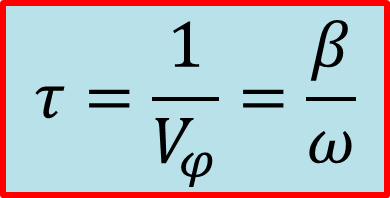 τ = 1/V_φ = β/ω